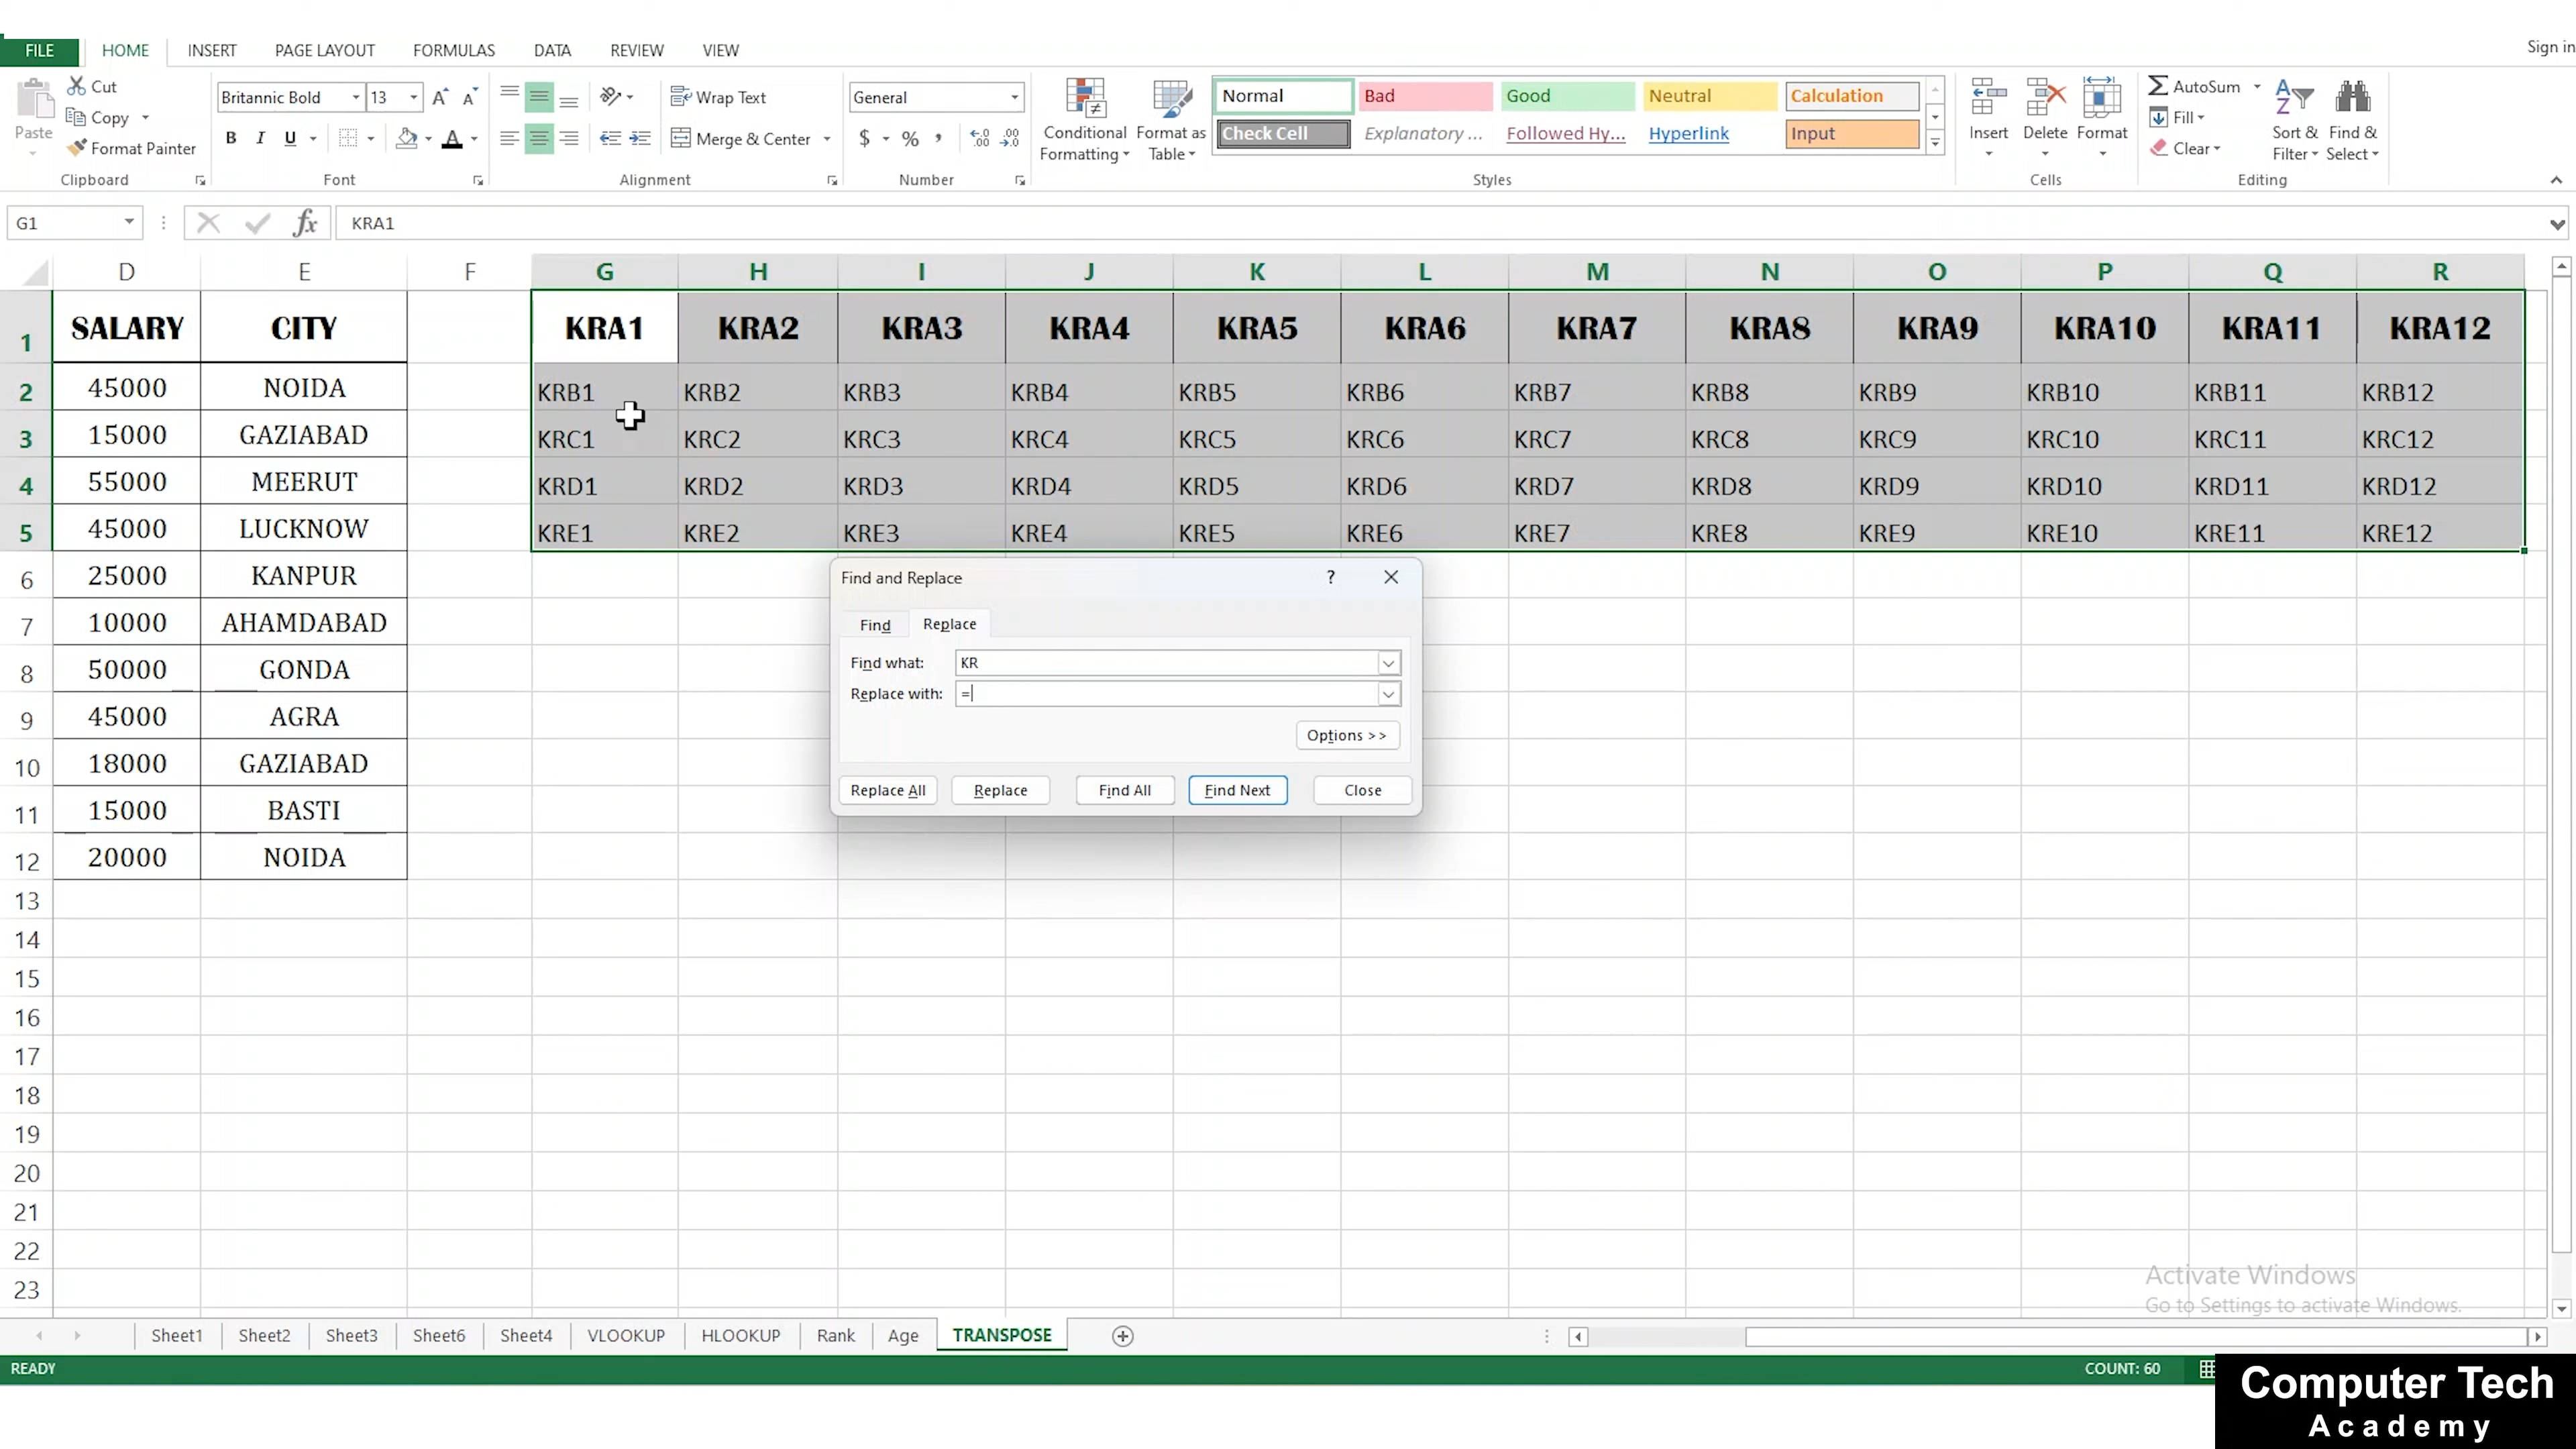 FILE HOME INSERT PAGE LAYOUT FORMULAS DATA REVIEW VIEW Sign in
Paste Cut Copy Format Painter Clipboard
Britannic Bold 13 A A B I U A Font
Wrap Text Merge & Center Alignment
General $ % , .00 .00 Number
Conditional Formatting Format as Table
Normal Bad Good Neutral Calculation
Check Cell Explanatory ... Followed Hy... Hyperlink Input
Styles
Insert Delete Format Cells
AutoSum Fill Clear Sort & Filter Find & Select Editing
G1 fx KRA1
D E F G H I J K L M N O P Q R
1 SALARY CITY KRA1 KRA2 KRA3 KRA4 KRA5 KRA6 KRA7 KRA8 KRA9 KRA10 KRA11 KRA12
2 45000 NOIDA KRB1 KRB2 KRB3 KRB4 KRB5 KRB6 KRB7 KRB8 KRB9 KRB10 KRB11 KRB12
3 15000 GAZIABAD KRC1 KRC2 KRC3 KRC4 KRC5 KRC6 KRC7 KRC8 KRC9 KRC10 KRC11 KRC12
4 55000 MEERUT KRD1 KRD2 KRD3 KRD4 KRD5 KRD6 KRD7 KRD8 KRD9 KRD10 KRD11 KRD12
5 45000 LUCKNOW KRE1 KRE2 KRE3 KRE4 KRE5 KRE6 KRE7 KRE8 KRE9 KRE10 KRE11 KRE12
6 25000 KANPUR
7 10000 AHAMDABAD
8 50000 GONDA
9 45000 AGRA
10 18000 GAZIABAD
11 15000 BASTI
12 20000 NOIDA
13
14
15
16
17
18
19
20
21
22
23
Find and Replace ?
Find Replace
Find what: KR
Replace with: =
Options >>
Replace All Replace Find All Find Next Close
Activate Windows
Go to Settings to activate Windows.
Sheet1 Sheet2 Sheet3 Sheet6 Sheet4 VLOOKUP HLOOKUP Rank Age TRANSPOSE
READY COUNT: 60
Computer Tech
Academy